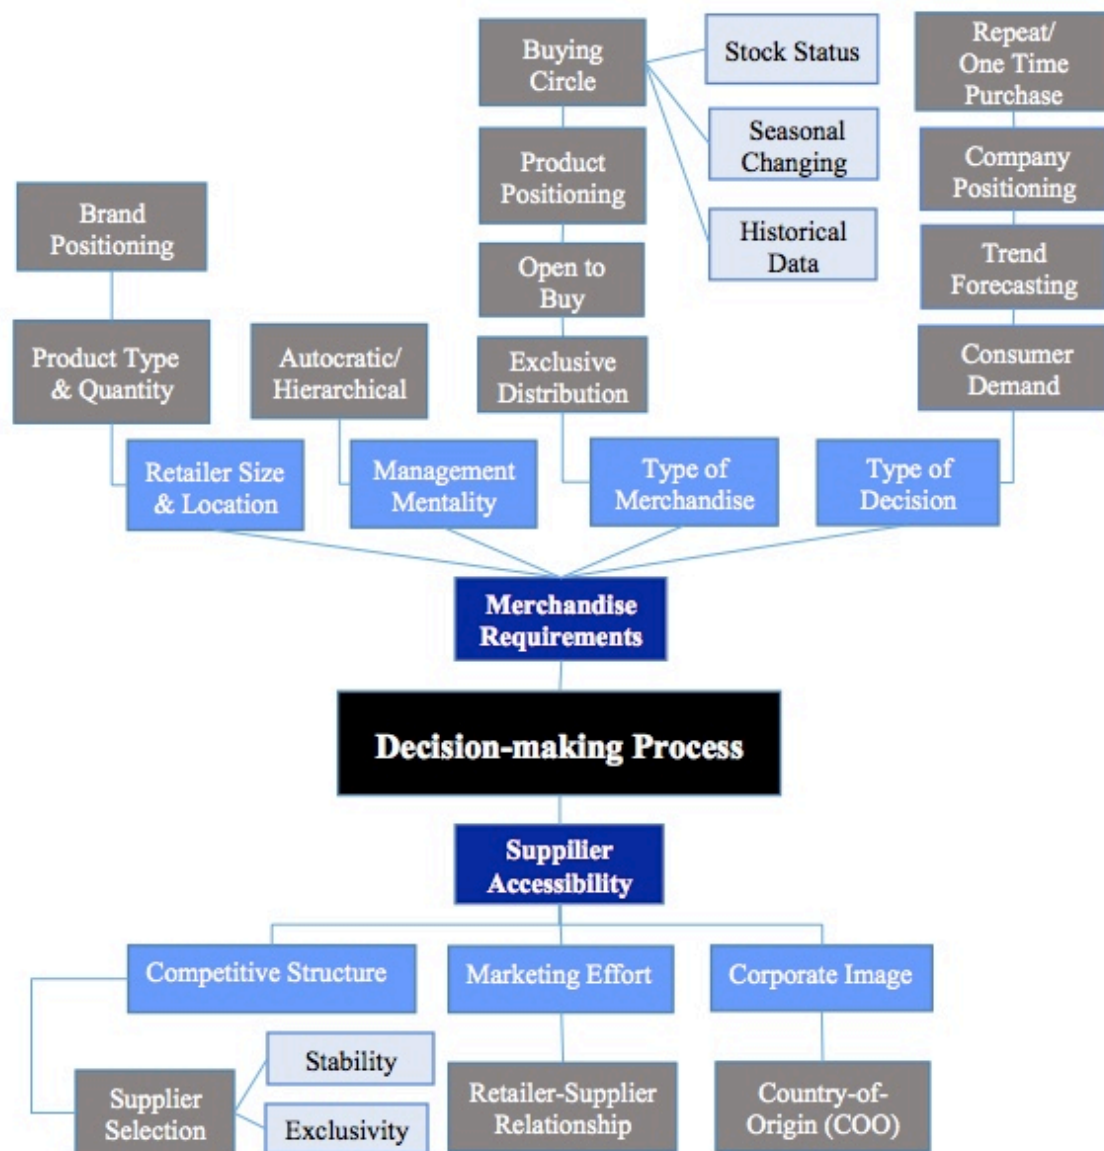 Buying
Circle
Stock Status
Repeat/
One Time
Purchase
Seasonal
Changing
Product
Positioning
Company
Positioning
Brand
Positioning
Historical
Data
Open to
Buy
Trend
Forecasting
Product Type
& Quantity
Autocratic/
Hierarchical
Exclusive
Distribution
Consumer
Demand
Retailer Size
& Location
Management
Mentality
Type of
Merchandise
Type of
Decision
Merchandise
Requirements
Decision-making Process
Suppilier
Accessibility
Competitive Structure
Marketing Effort
Corporate Image
Stability
Supplier
Selection
Exclusivity
Retailer-Supplier
Relationship
Country-of-
Origin (COO)